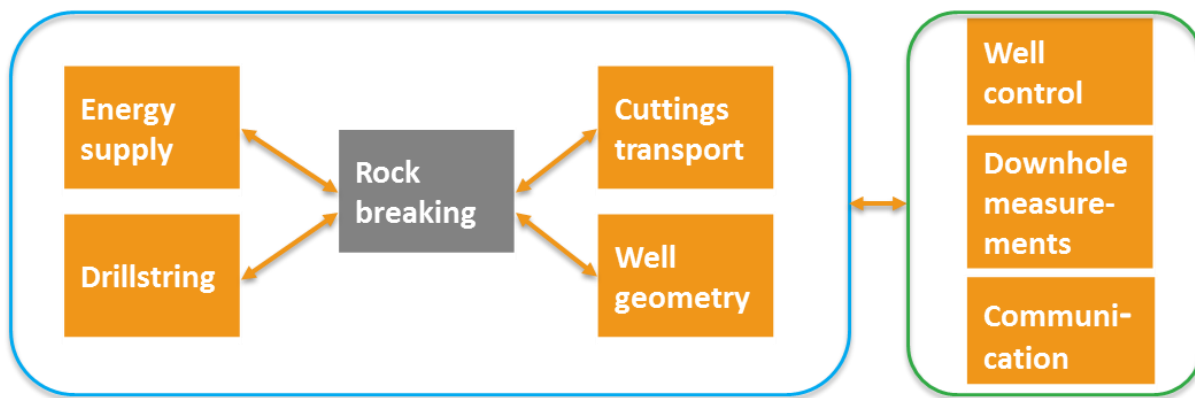 Energy
supply
Drillstring
Rock
breaking
Cuttings
transport
Well
geometry
Well
control
Downhole
measure-
ments
Communi-
cation